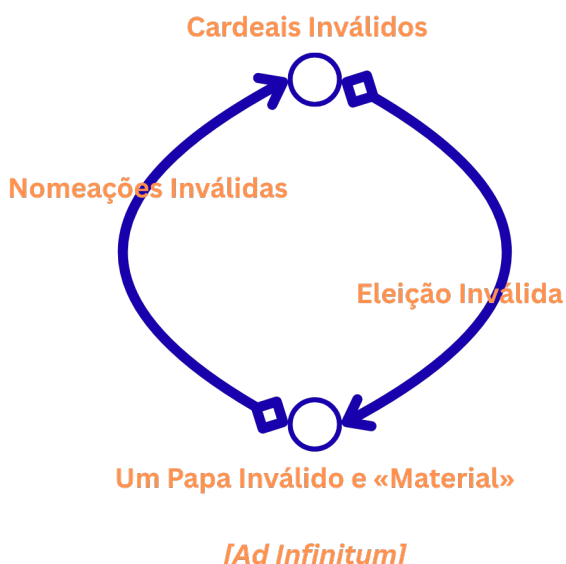 Cardeais Inválidos
Nomeações Inválidas
Eleição Inválida
Um Papa Inválido e «Material»
[Ad Infinitum]